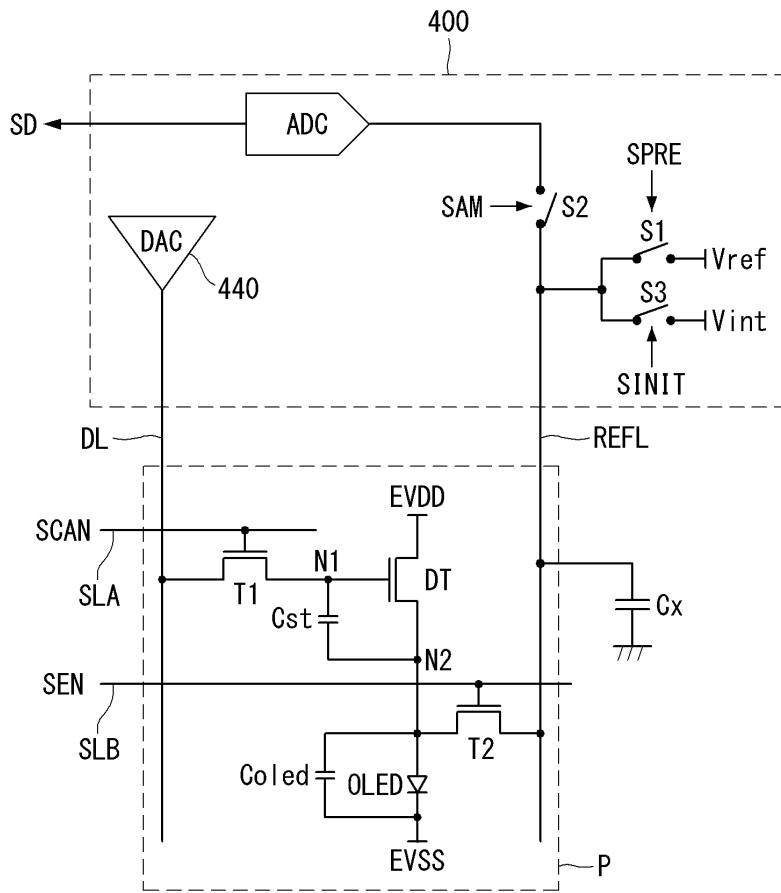 400
SD
ADC
SPRE
SAM
S2
S1
Vref
DAC
440
S3
Vint
SINIT
DL
REFL
EVDD
SCAN
N1
DT
SLA
T1
Cst
Cx
N2
SEN
SLB
T2
Coled
OLED
EVSS
P